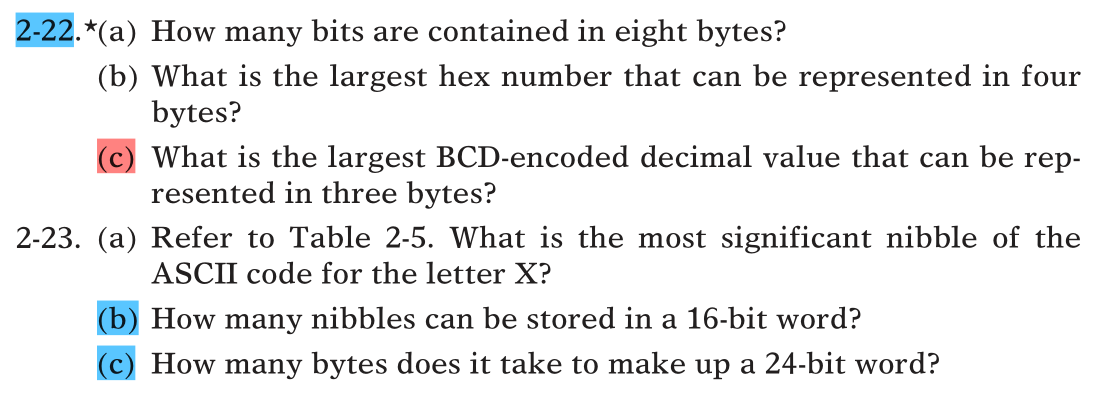 2-22.*(a) How many bits are contained in eight bytes?
(b) What is the largest hex number that can be represented in four
bytes?
(c) What is the largest BCD-encoded decimal value that can be rep-
resented in three bytes?
2-23. (a) Refer to Table 2-5. What is the most significant nibble of the
ASCII code for the letter X?
(b) How many nibbles can be stored in a 16-bit word?
(c) How many bytes does it take to make up a 24-bit word?